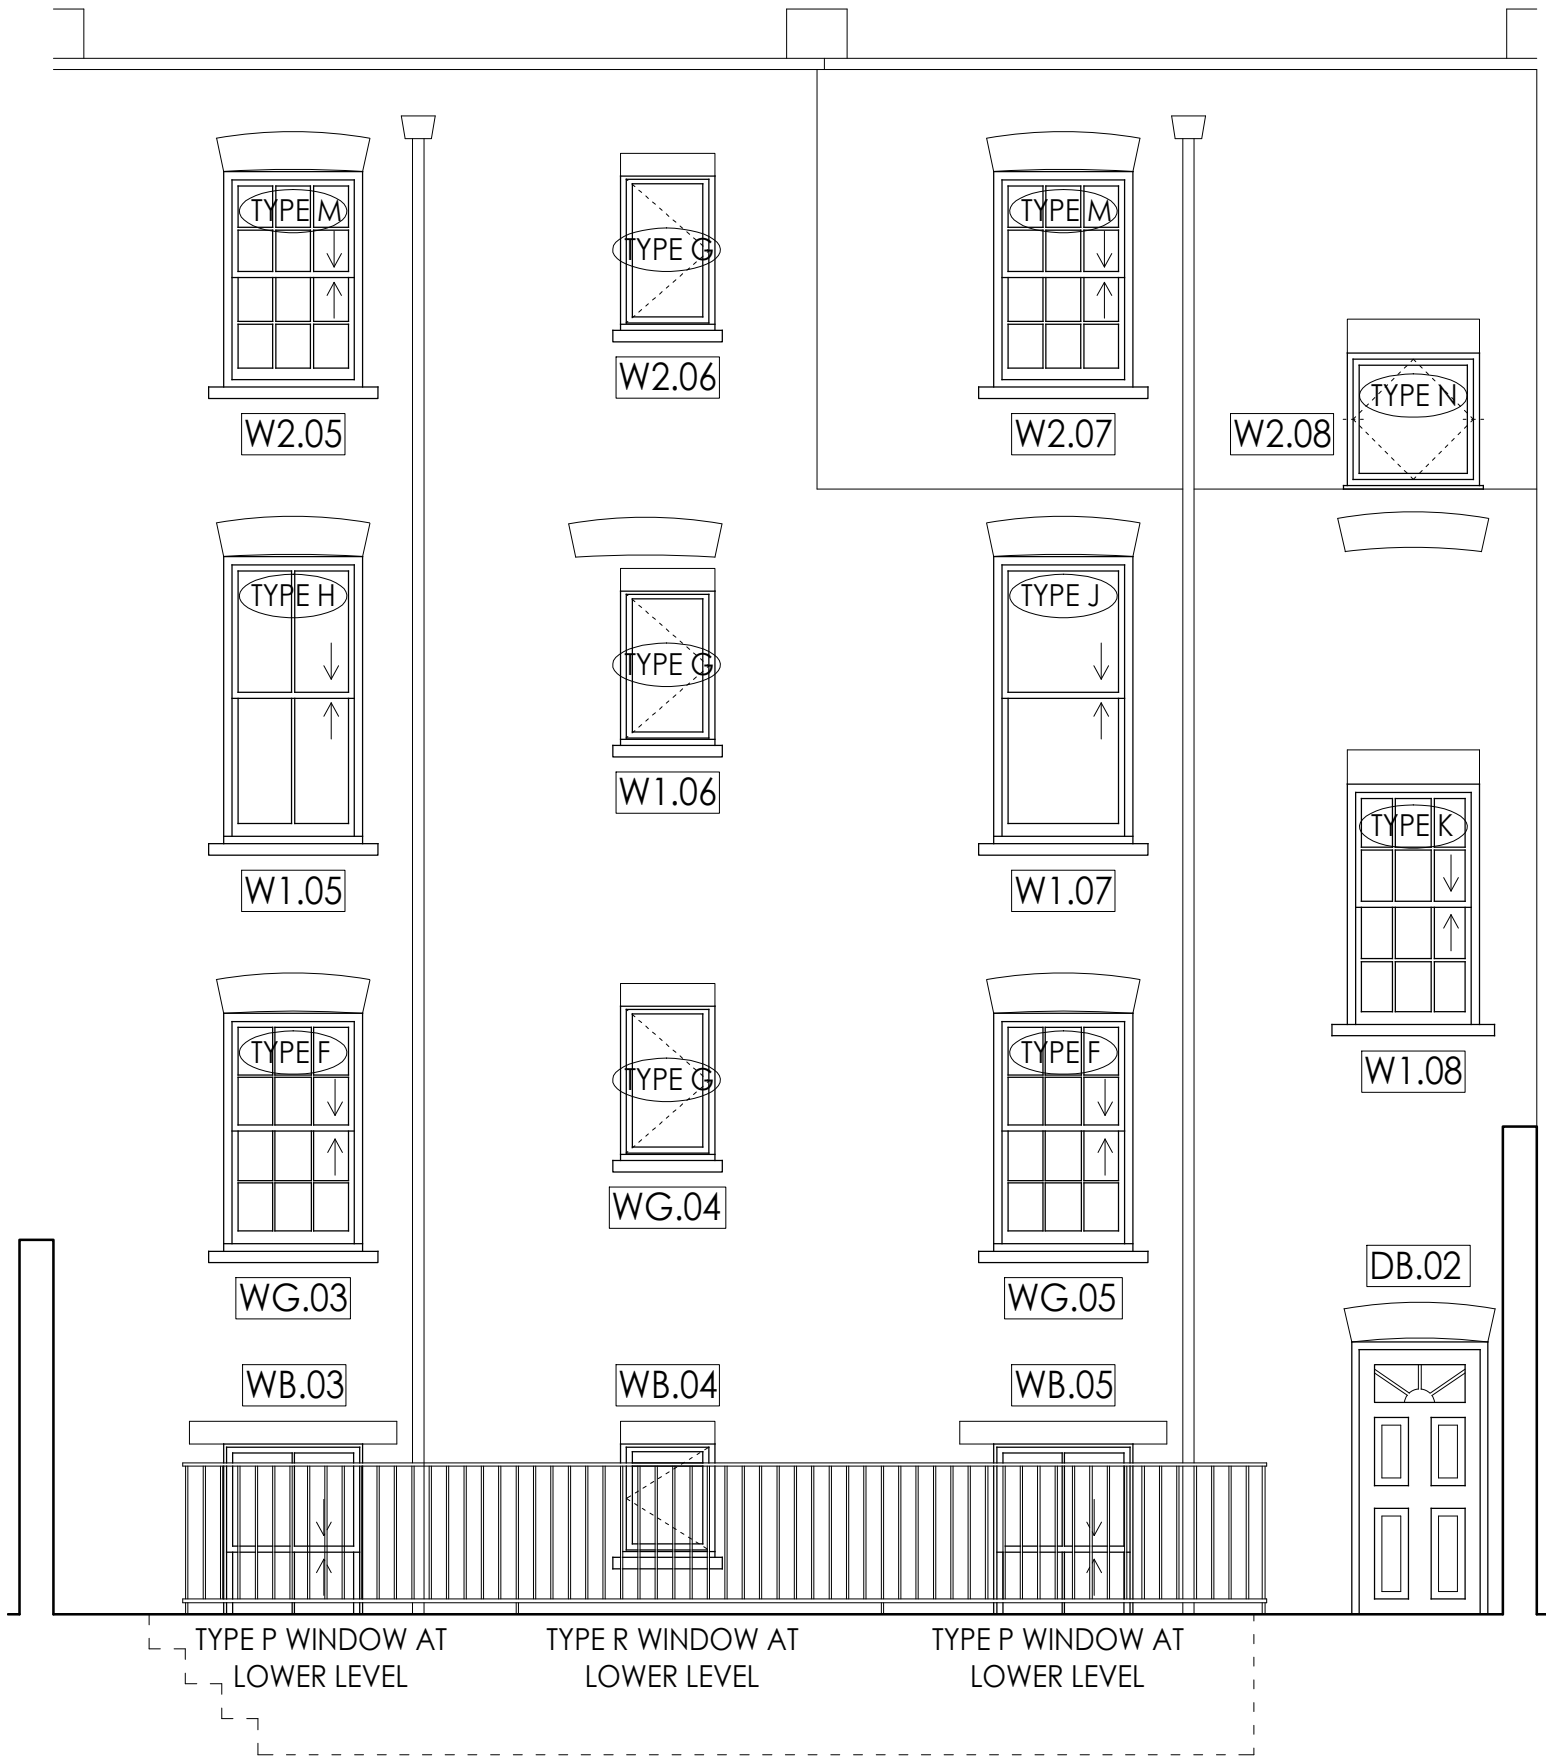 TYPE M
TYPE G
TYPE M
W2.06
TYPE N
W2.05
W2.07
W2.08
TYPE H
TYPE J
TYPE G
W1.06
TYPE K
W1.05
W1.07
TYPE F
TYPE F
W1.08
TYPE G
WG.04
DB.02
WG.03
WG.05
WB.03
WB.04
WB.05
TYPE P WINDOW AT
LOWER LEVEL
TYPE R WINDOW AT
LOWER LEVEL
TYPE P WINDOW AT
LOWER LEVEL